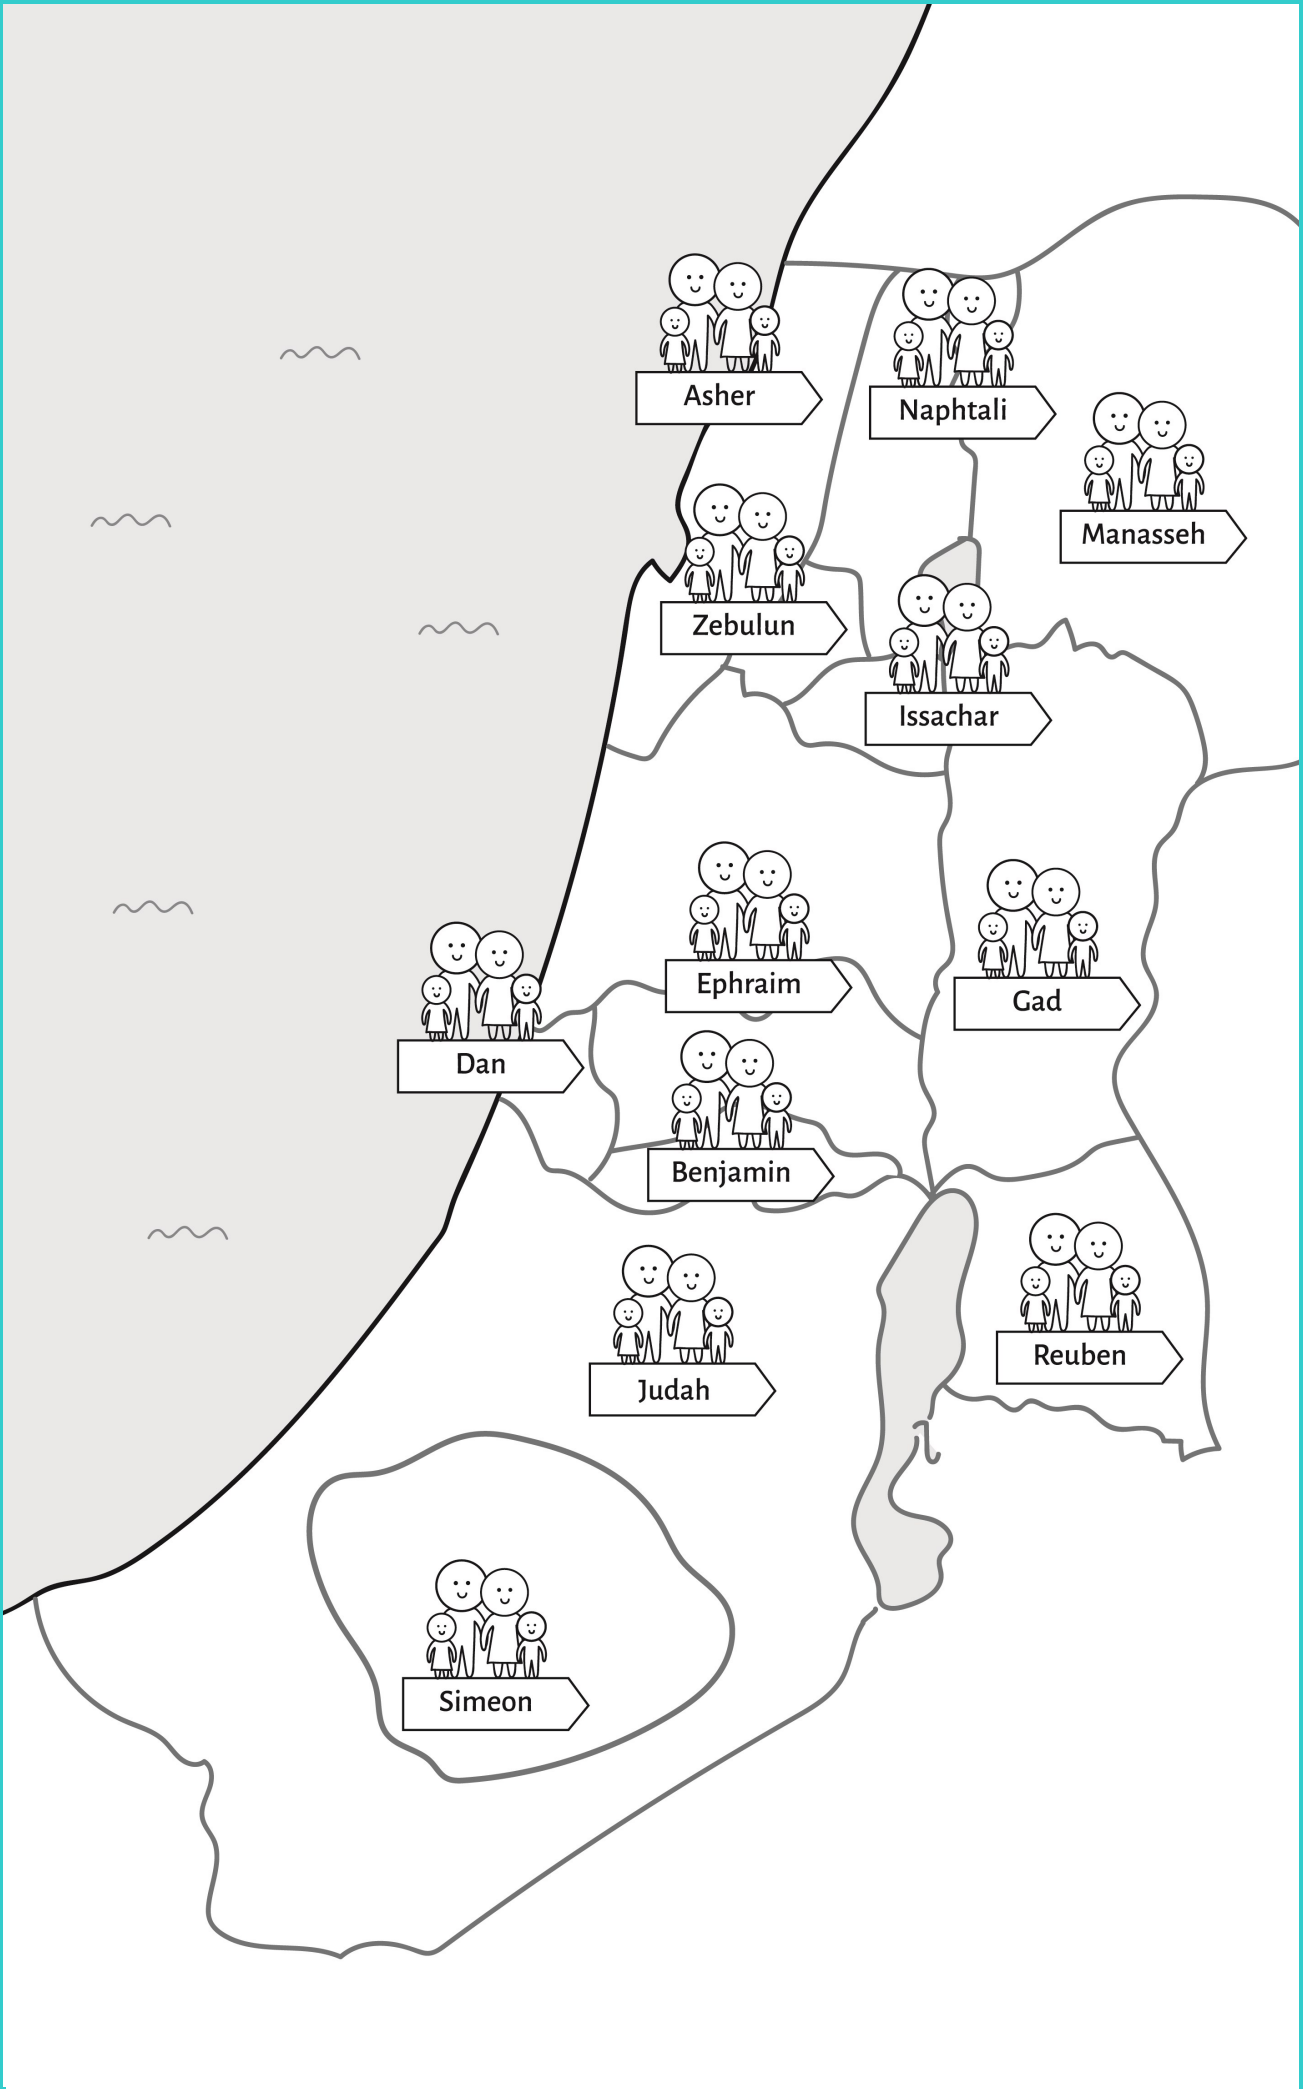 Asher
Naphtali
Manasseh
Zebulun
Issachar
Ephraim
Gad
Dan
Benjamin
Reuben
Judah
Simeon